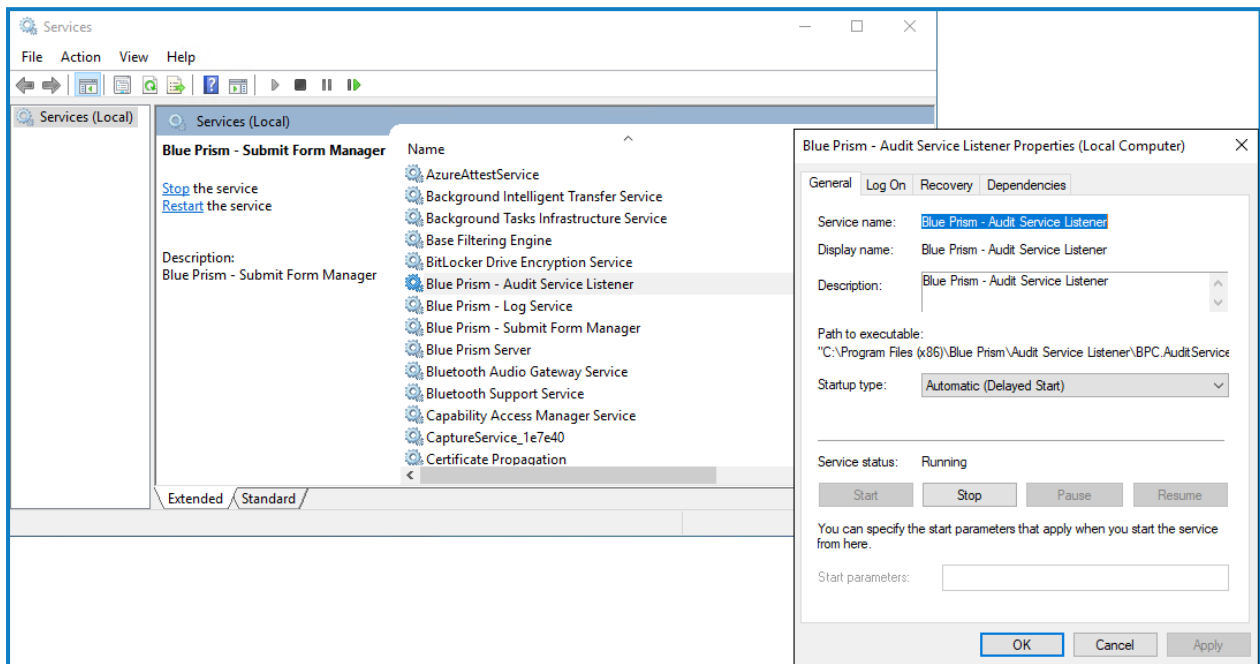 Services
File Action View Help
Services (Local)
Services (Local)
Blue Prism - Submit Form Manager
Stop the service
Restart the service
Description:
Blue Prism - Submit Form Manager
Name
AzureAttestService
Background Intelligent Transfer Service
Background Tasks Infrastructure Service
Base Filtering Engine
BitLocker Drive Encryption Service
Blue Prism - Audit Service Listener
Blue Prism - Log Service
Blue Prism - Submit Form Manager
Blue Prism Server
Bluetooth Audio Gateway Service
Bluetooth Support Service
Capability Access Manager Service
CaptureService_1e7e40
Certificate Propagation
Extended Standard
Blue Prism - Audit Service Listener Properties (Local Computer)
General Log On Recovery Dependencies
Service name: Blue Prism - Audit Service Listener
Display name: Blue Prism - Audit Service Listener
Description: Blue Prism - Audit Service Listener
Path to executable:
"C:\Program Files (x86)\Blue Prism\Audit Service Listener\BPC.AuditService
Startup type: Automatic (Delayed Start)
Service status: Running
Start Stop Pause Resume
You can specify the start parameters that apply when you start the service
from here.
Start parameters:
OK Cancel Apply